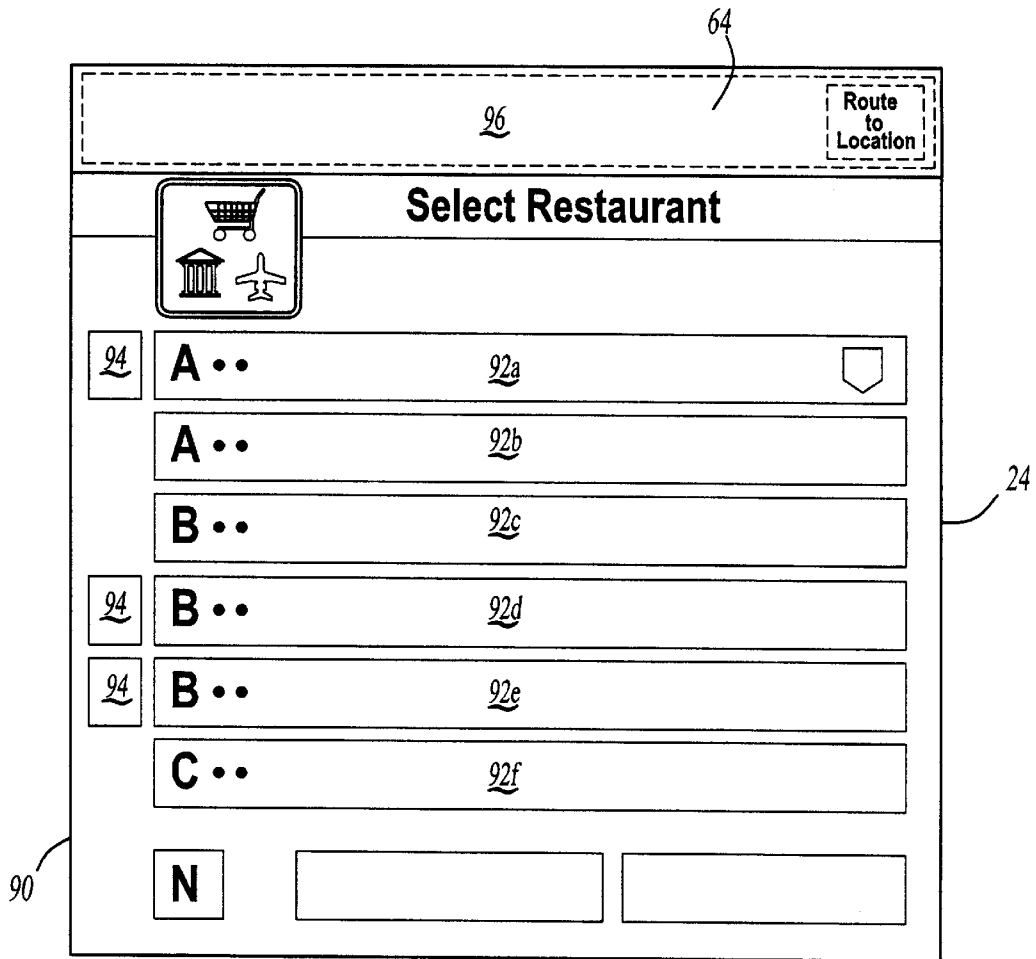 64
96
Route
to
Location
Select Restaurant
94 A •• 92a
A •• 92b
B •• 92c
24
94 B •• 92d
94 B •• 92e
C •• 92f
90
N